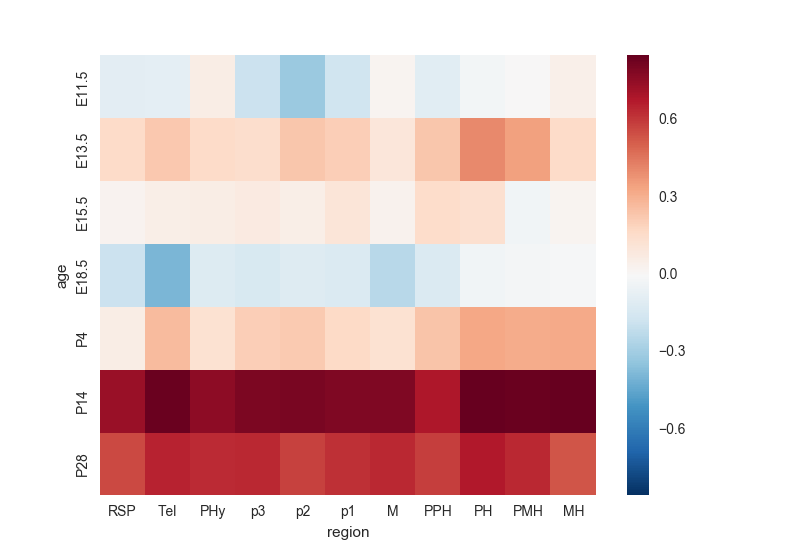 E11.5
E13.5
E15.5
E18.5
P4
P14
P28
age
RSP Tel PHy p3 p2 p1 M PPH PH PMH MH
region
0.6
0.3
0.0
−0.3
−0.6